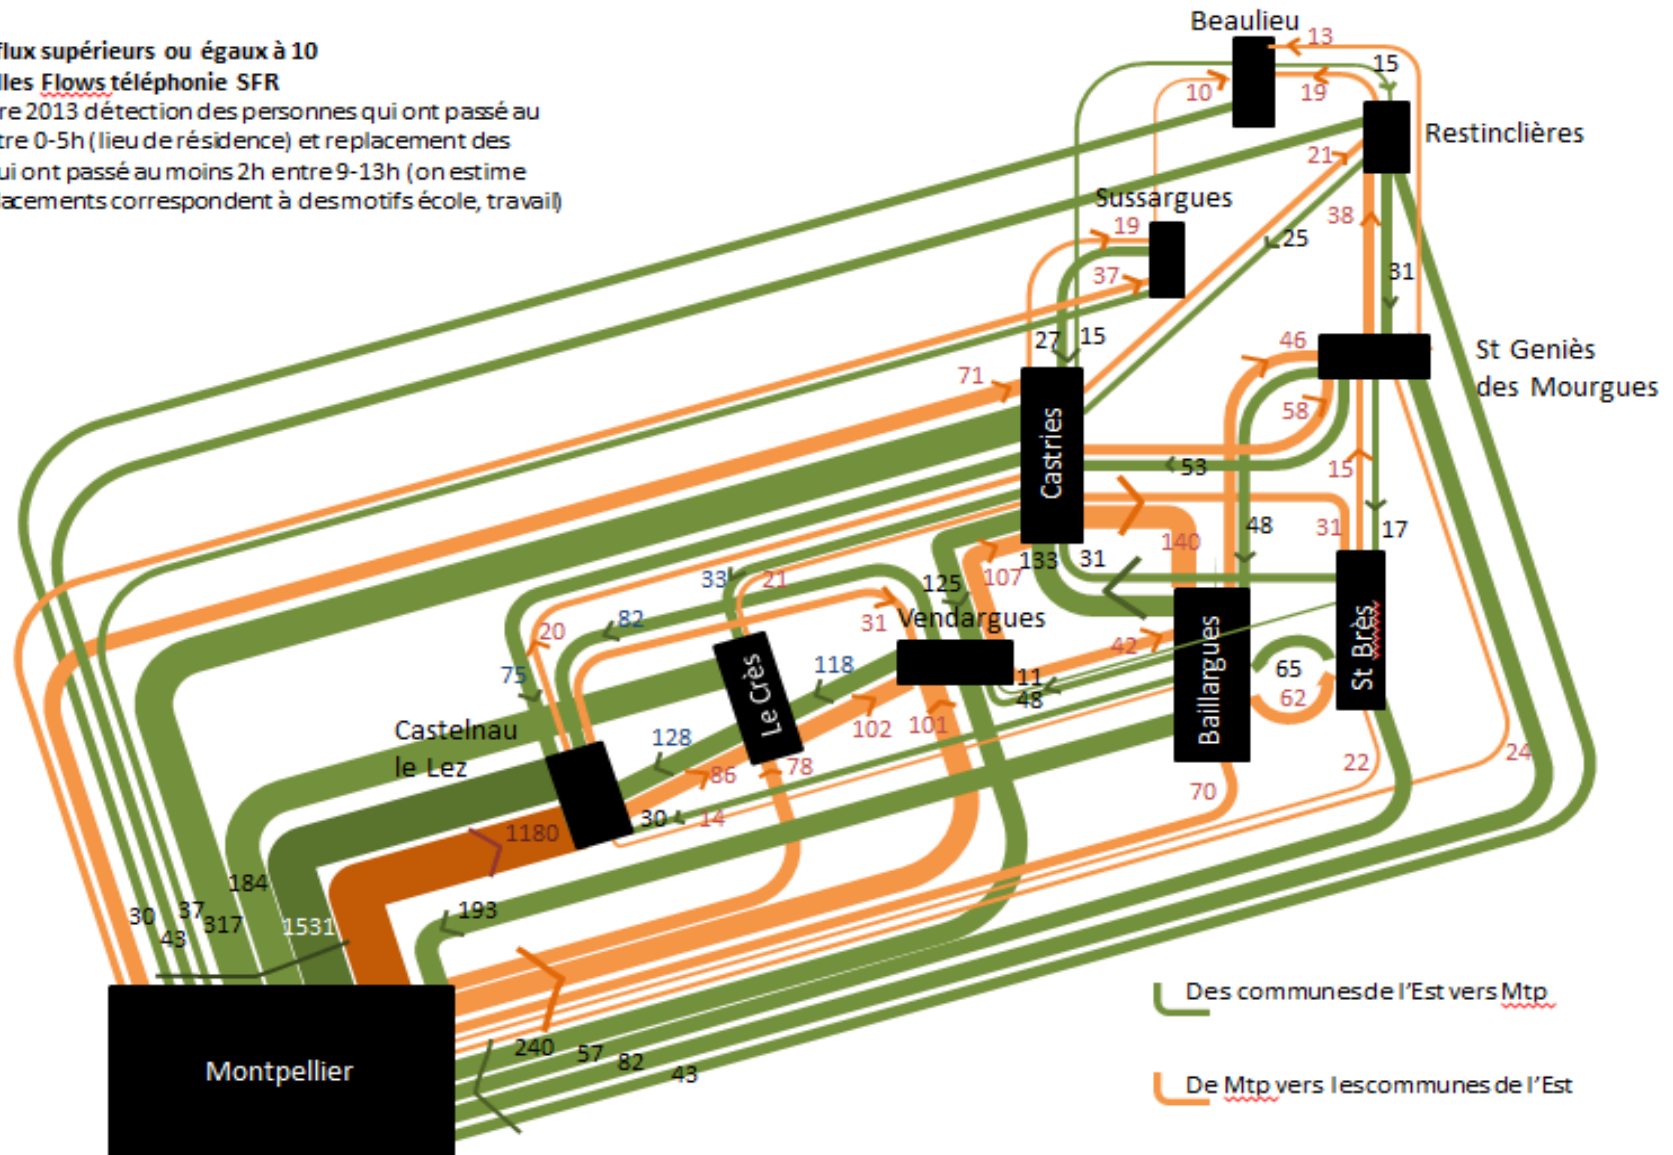 flux supérieurs ou égaux à 10
lles Flows téléphonie SFR
re 2013 détection des personnes qui ont passé au
tre 0-5h (lieu de résidence) et replacement des
ui ont passé au moins 2h entre 9-13h (on estime
lacements correspondent à des motifs école, travail)
Beaulieu
13
15
10
19
Restinclières
21
Sussargues
38
19
25
37
31
27
15
46
St Geniès
des Mourgues
71
58
Castries
53
15
48
31
17
140
133
31
33
21
125
107
82
Vendargues
20
31
42
Baillargues
St Brès
75
Le Crès
118
11
48
65
62
Castelnau
le Lez
128
102
101
86
78
22
24
70
30
14
1180
184
193
30
37
43
317
1531
240
57
82
43
Montpellier
Des communes de l'Est vers Mtp
De Mtp vers les communes de l'Est